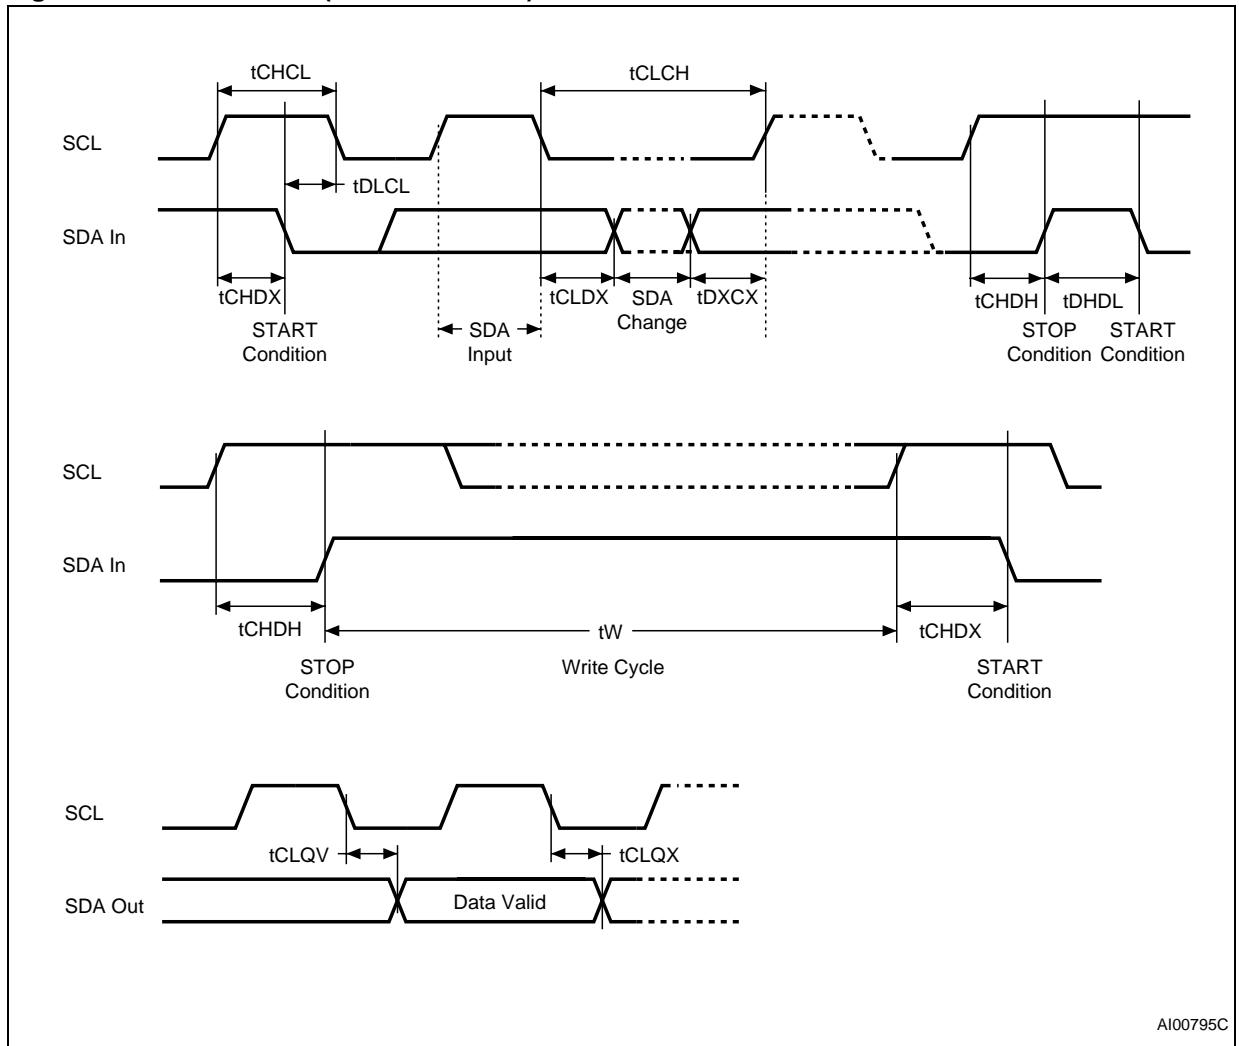 tCHCL
tCLCH
SCL
tDLCL
SDA In
tCHDX
tCLDX
SDA
Change
tDXCX
tCHDH
tDHDL
START
Condition
SDA
Input
STOP
Condition
START
Condition
SCL
SDA In
tCHDH
tW
tCHDX
STOP
Condition
Write Cycle
START
Condition
SCL
tCLQV
tCLQX
SDA Out
Data Valid
AI00795C